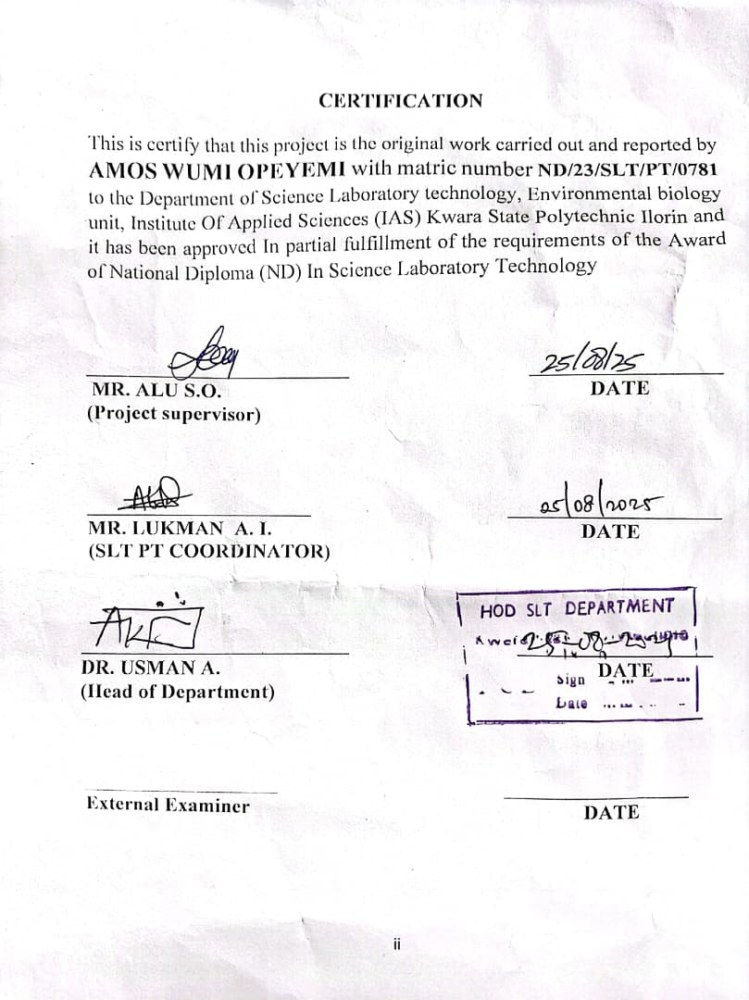 CERTIFICATION
This is certify that this project is the original work carried out and reported by
AMOS WUMI OPEYEMI with matric number ND/23/SLT/PT/0781
to the Department of Science Laboratory technology, Environmental biology
unit, Institute Of Applied Sciences (IAS) Kwara State Polytechnic Ilorin and
it has been approved In partial fulfillment of the requirements of the Award
of National Diploma (ND) In Science Laboratory Technology
25/08/25
MR. ALU S.O.
DATE
(Project supervisor)
25/08/2025
MR. LUKMAN A. I.
DATE
(SLT PT COORDINATOR)
HOD SLT DEPARTMENT
DR. USMAN A.
DATE
(Head of Department)
Sign
Date
External Examiner
DATE
ii